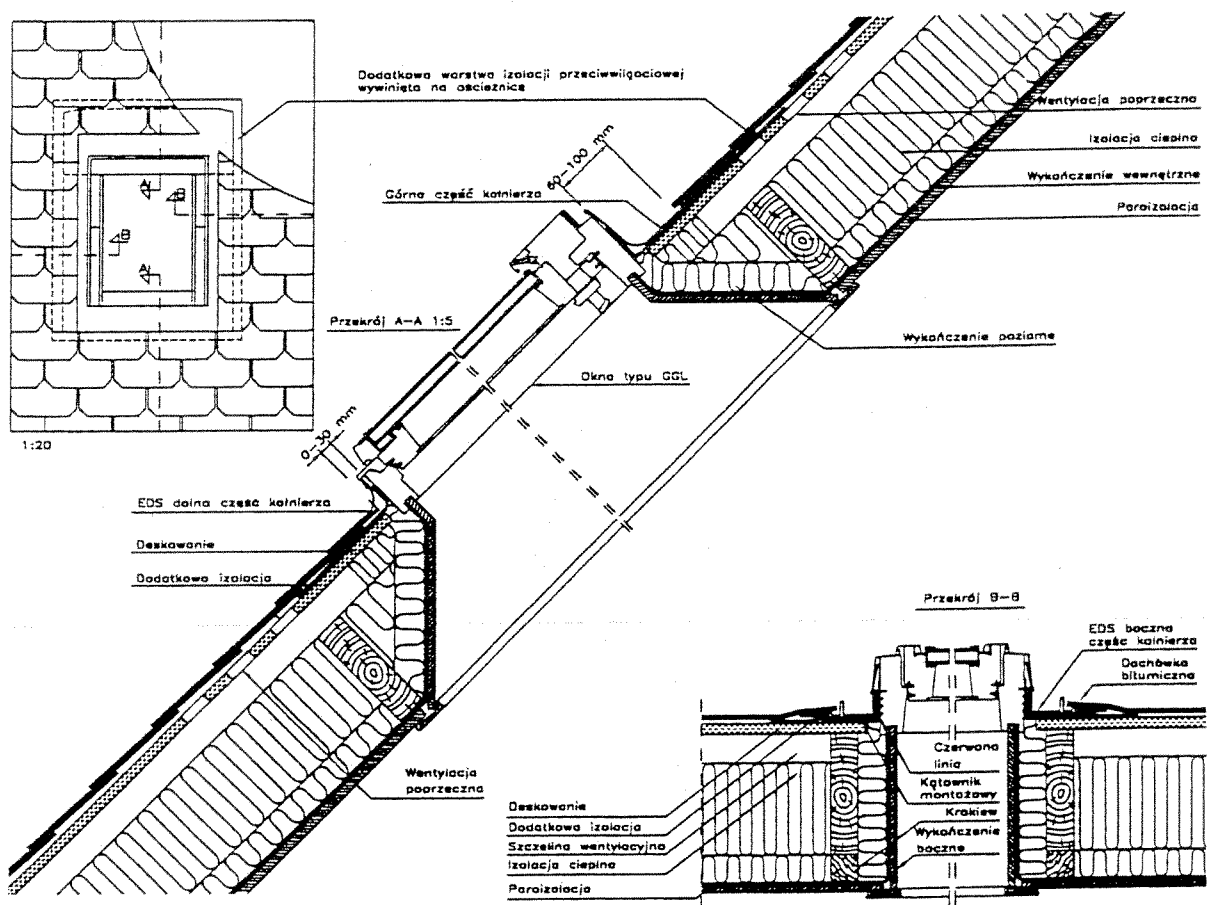 Dodatkowa warstwa izolacji przeciwwilgociowej
wywinięta na ościeżnicę
Wentylacja poprzeczna
60-100 mm
Izolacja cieplna
Górna część kołnierza
Wykończenie wewnętrzne
Paroizolacja
A
B
B
A
Przekrój A-A 1:5
Wykończenie poziome
Okno typu GGL
1:20
0-30 mm
EDS dolna część kołnierza
Deskowanie
Dodatkowa izolacja
Przekrój B-B
EDS boczna
część kołnierza
Dachówka
bitumiczna
Wentylacja
poprzeczna
Czerwona
linia
Kątownik
montażowy
Krokiew
Wykończenie
boczne
Deskowanie
Dodatkowa izolacja
Szczelina wentylacyjna
Izolacja cieplna
Paroizolacja